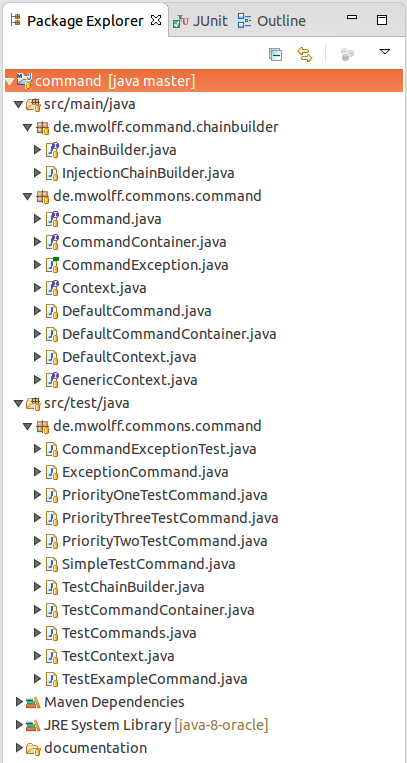 Package Explorer JUnit Outline
command [java master]
src/main/java
de.mwolff.command.chainbuilder
ChainBuilder.java
InjectionChainBuilder.java
de.mwolff.commons.command
Command.java
CommandContainer.java
CommandException.java
Context.java
DefaultCommand.java
DefaultCommandContainer.java
DefaultContext.java
GenericContext.java
src/test/java
de.mwolff.commons.command
CommandExceptionTest.java
ExceptionCommand.java
PriorityOneTestCommand.java
PriorityThreeTestCommand.java
PriorityTwoTestCommand.java
SimpleTestCommand.java
TestChainBuilder.java
TestCommandContainer.java
TestCommands.java
TestContext.java
TestExampleCommand.java
Maven Dependencies
JRE System Library [java-8-oracle]
documentation